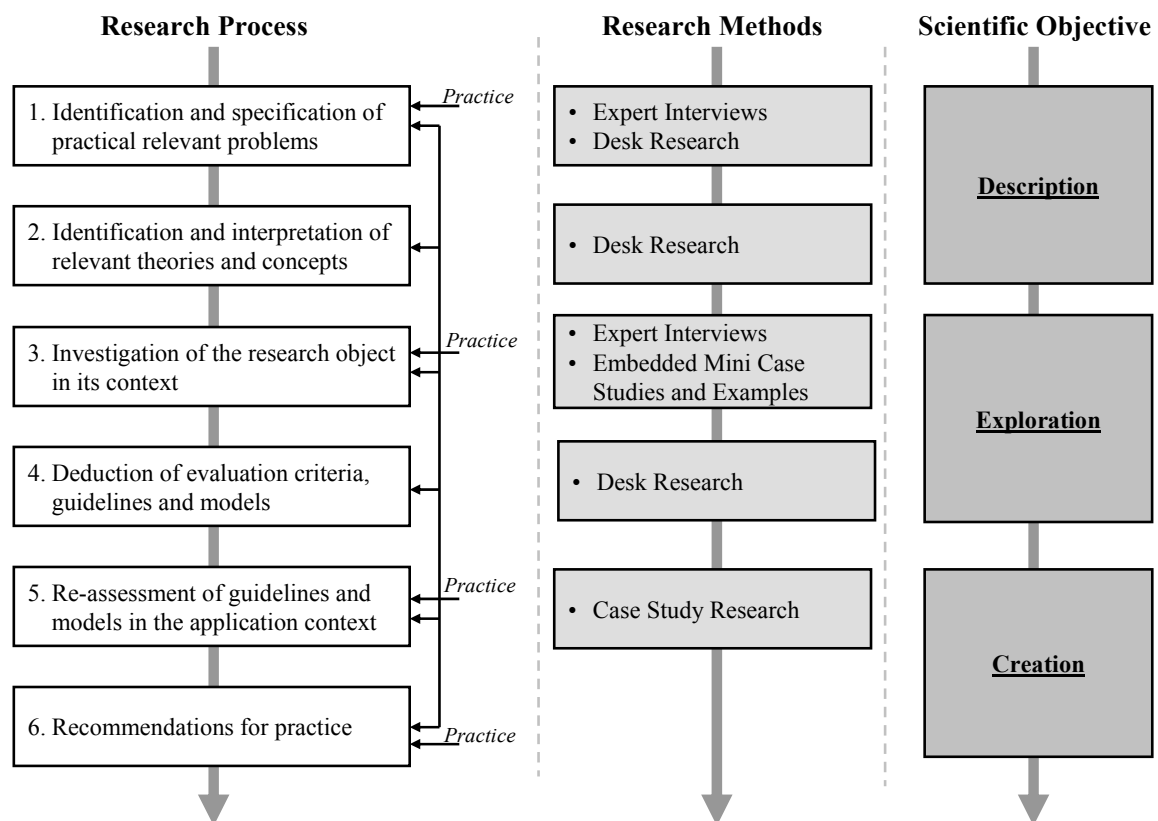 Research Process
Research Methods
Scientific Objective
1. Identification and specification of
practical relevant problems
Practice
• Expert Interviews
• Desk Research
Description
2. Identification and interpretation of
relevant theories and concepts
• Desk Research
3. Investigation of the research object
in its context
Practice
• Expert Interviews
• Embedded Mini Case
Studies and Examples
Exploration
4. Deduction of evaluation criteria,
guidelines and models
• Desk Research
5. Re-assessment of guidelines and
models in the application context
Practice
• Case Study Research
Creation
6. Recommendations for practice
Practice